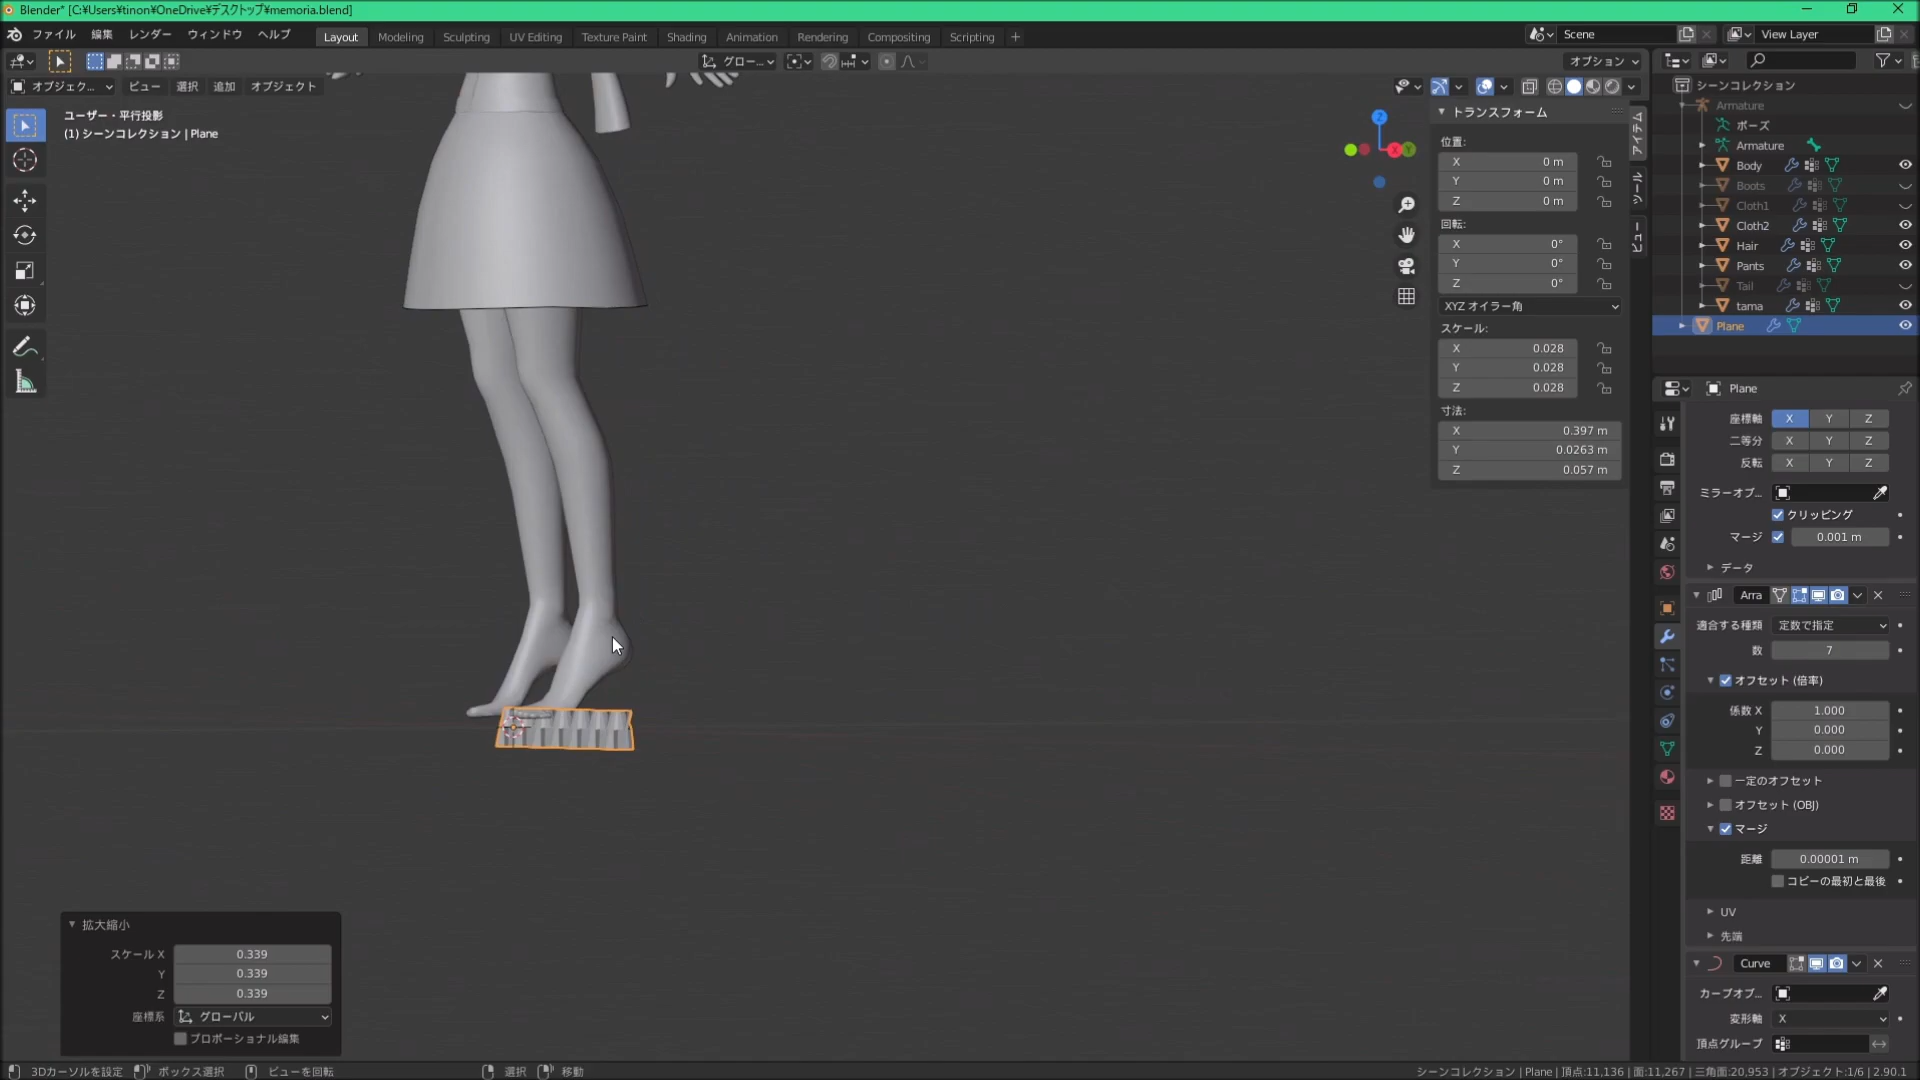 Blender* [C:¥Users¥tinon¥OneDrive¥デスクトップ¥memoria.blend]
ファイル 編集 レンダー ウィンドウ ヘルプ Layout Modeling Sculpting UV Editing Texture Paint Shading Animation Rendering Compositing Scripting + Scene View Layer
グロー... オプション
オブジェク... ビュー 選択 追加 オブジェクト
ユーザー・平行投影
(1) シーンコレクション | Plane
Z
X
Y
トランスフォーム
位置:
X 0 m
Y 0 m
Z 0 m
回転:
X 0°
Y 0°
Z 0°
XYZ オイラー角
スケール:
X 0.028
Y 0.028
Z 0.028
寸法:
X 0.397 m
Y 0.0263 m
Z 0.057 m
アイテム
ツール
ビュー
シーンコレクション
Armature
ポーズ
Armature
Body
Boots
Cloth1
Cloth2
Hair
Pants
Tail
tama
Plane
Plane
座標軸 X Y Z
二等分 X Y Z
反転 X Y Z
ミラーオブ...
クリッピング
マージ 0.001 m
データ
Arra
適合する種類 定数で指定
数 7
オフセット (倍率)
係数 X 1.000
Y 0.000
Z 0.000
一定のオフセット
オフセット (OBJ)
マージ
距離 0.00001 m
コピーの最初と最後
UV
先端
Curve
カーブオブ...
変形軸 X
頂点グループ
拡大縮小
スケール X 0.339
Y 0.339
Z 0.339
座標系 グローバル
プロポーショナル編集
3Dカーソルを設定 ボックス選択 ビューを回転 選択 移動 シーンコレクション | Plane | 頂点:11,136 | 面:11,267 | 三角面:20,953 | オブジェクト:1/6 | 2.90.1